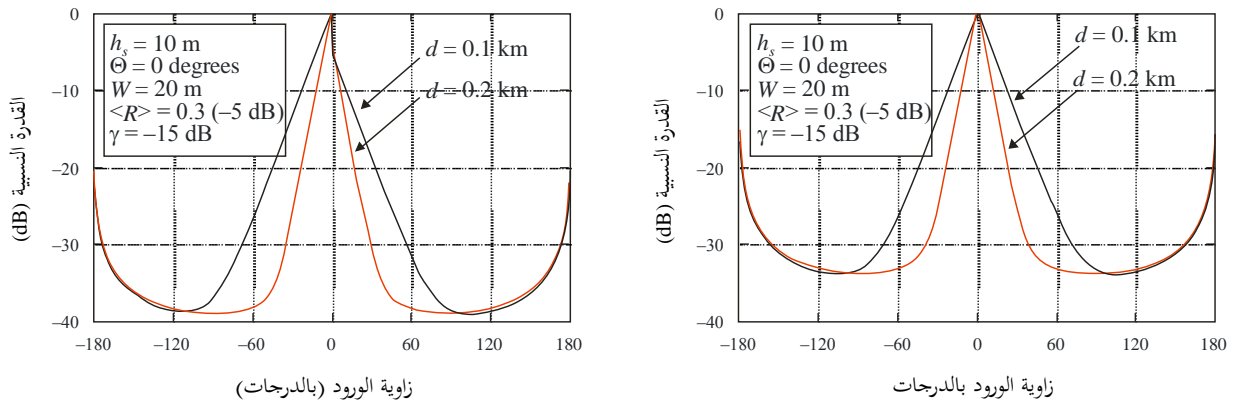 0
−10
−20
−30
−40
القدرة النسبية (dB)
h_s = 10 m
Θ = 0 degrees
W = 20 m
<R> = 0.3 (−5 dB)
γ = −15 dB
d = 0.1 km
d = 0.2 km
−180 −120 −60 0 60 120 180
زاوية الورود (بالدرجات)
0
−10
−20
−30
−40
القدرة النسبية (dB)
h_s = 10 m
Θ = 0 degrees
W = 20 m
<R> = 0.3 (−5 dB)
γ = −15 dB
d = 0.1 km
d = 0.2 km
−180 −120 −60 0 60 120 180
زاوية الورود بالدرجات